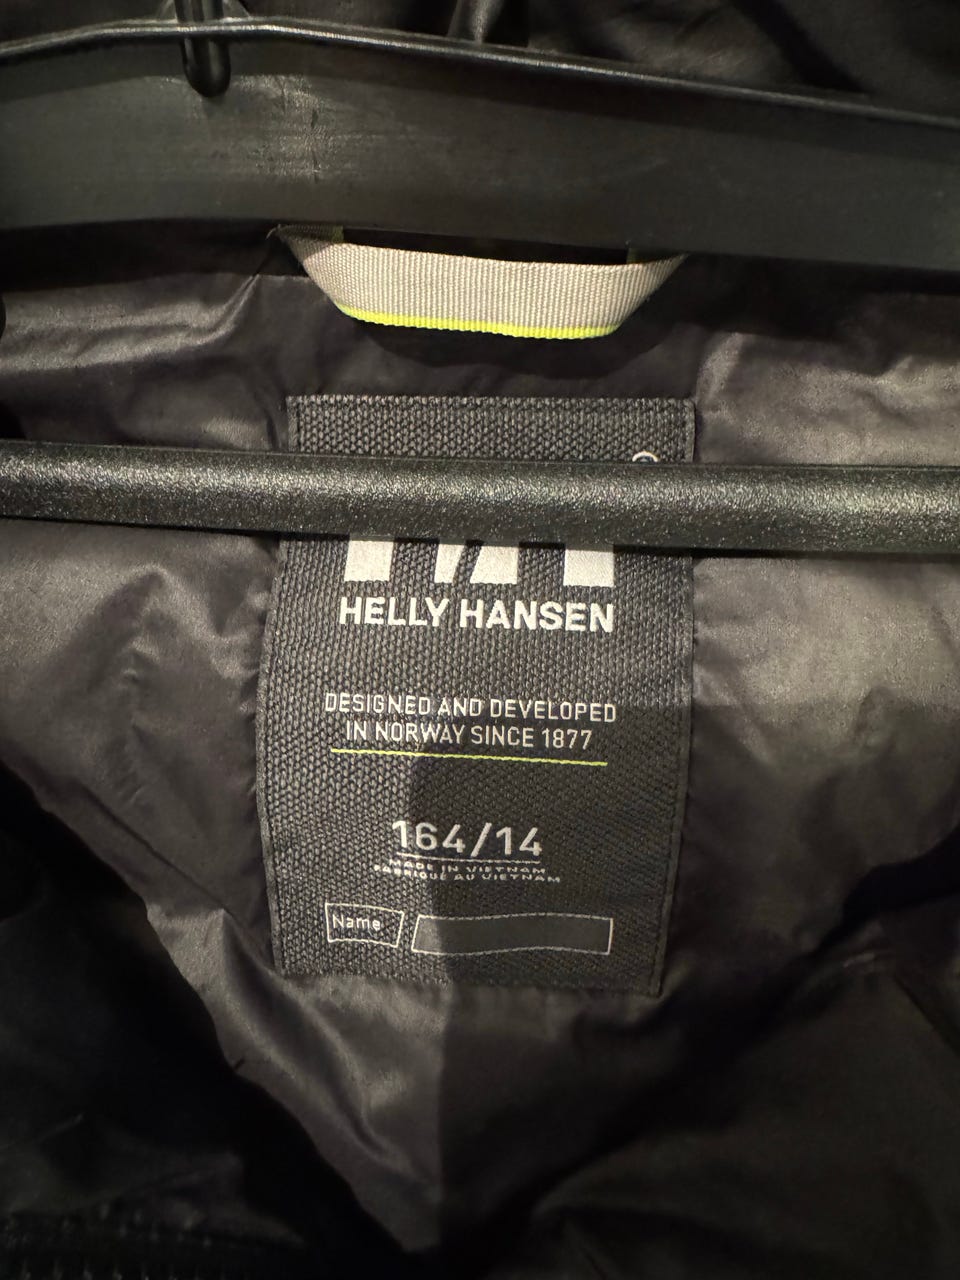 ®
HELLY HANSEN
DESIGNED AND DEVELOPED
IN NORWAY SINCE 1877
164/14
MADE IN VIETNAM
FABRIQUÉ AU VIETNAM
Name